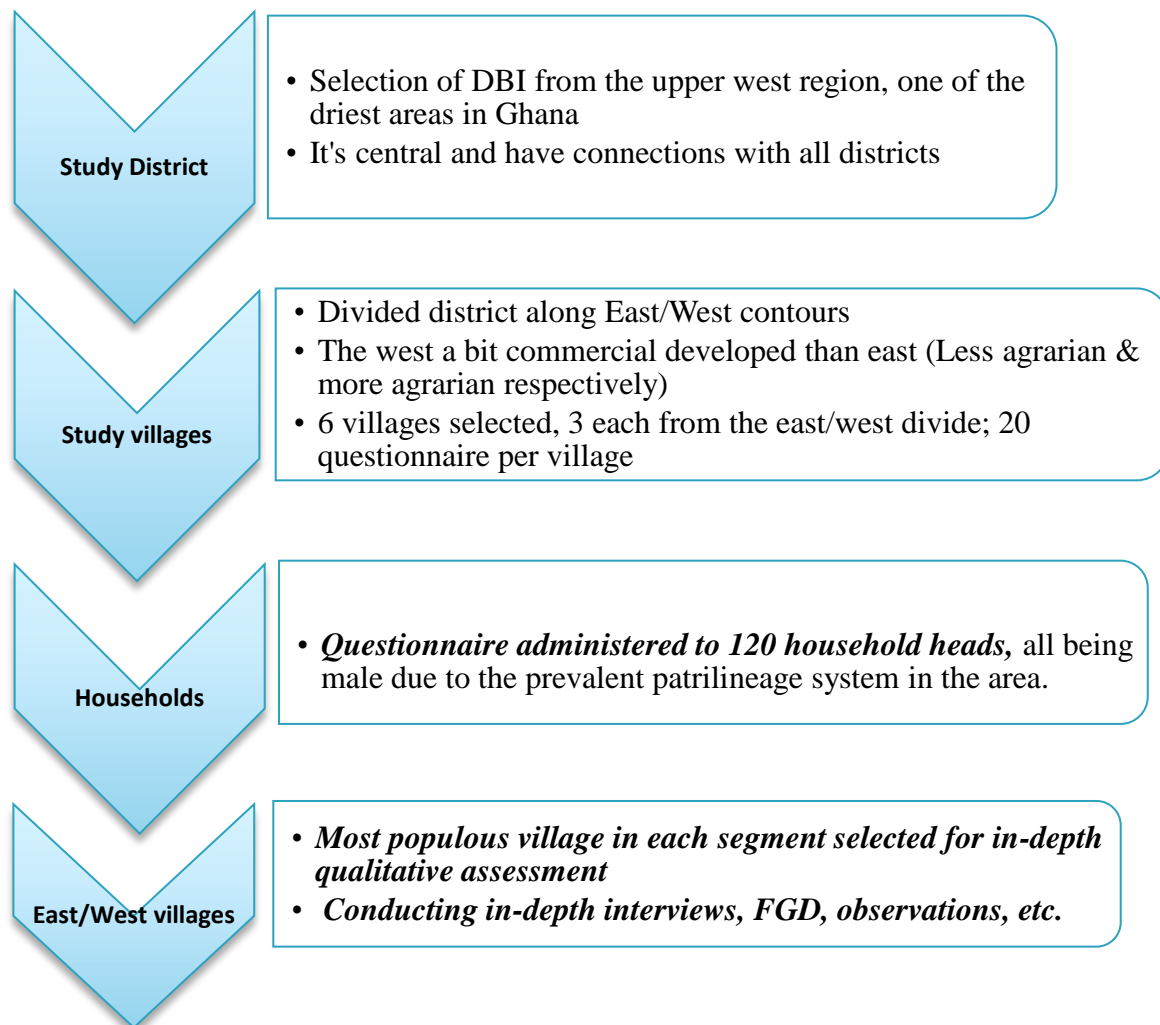 Study District
• Selection of DBI from the upper west region, one of the
driest areas in Ghana
• It's central and have connections with all districts
Study villages
• Divided district along East/West contours
• The west a bit commercial developed than east (Less agrarian &
more agrarian respectively)
• 6 villages selected, 3 each from the east/west divide; 20
questionnaire per village
Households
• Questionnaire administered to 120 household heads, all being
male due to the prevalent patrilineage system in the area.
East/West villages
• Most populous village in each segment selected for in-depth
qualitative assessment
• Conducting in-depth interviews, FGD, observations, etc.